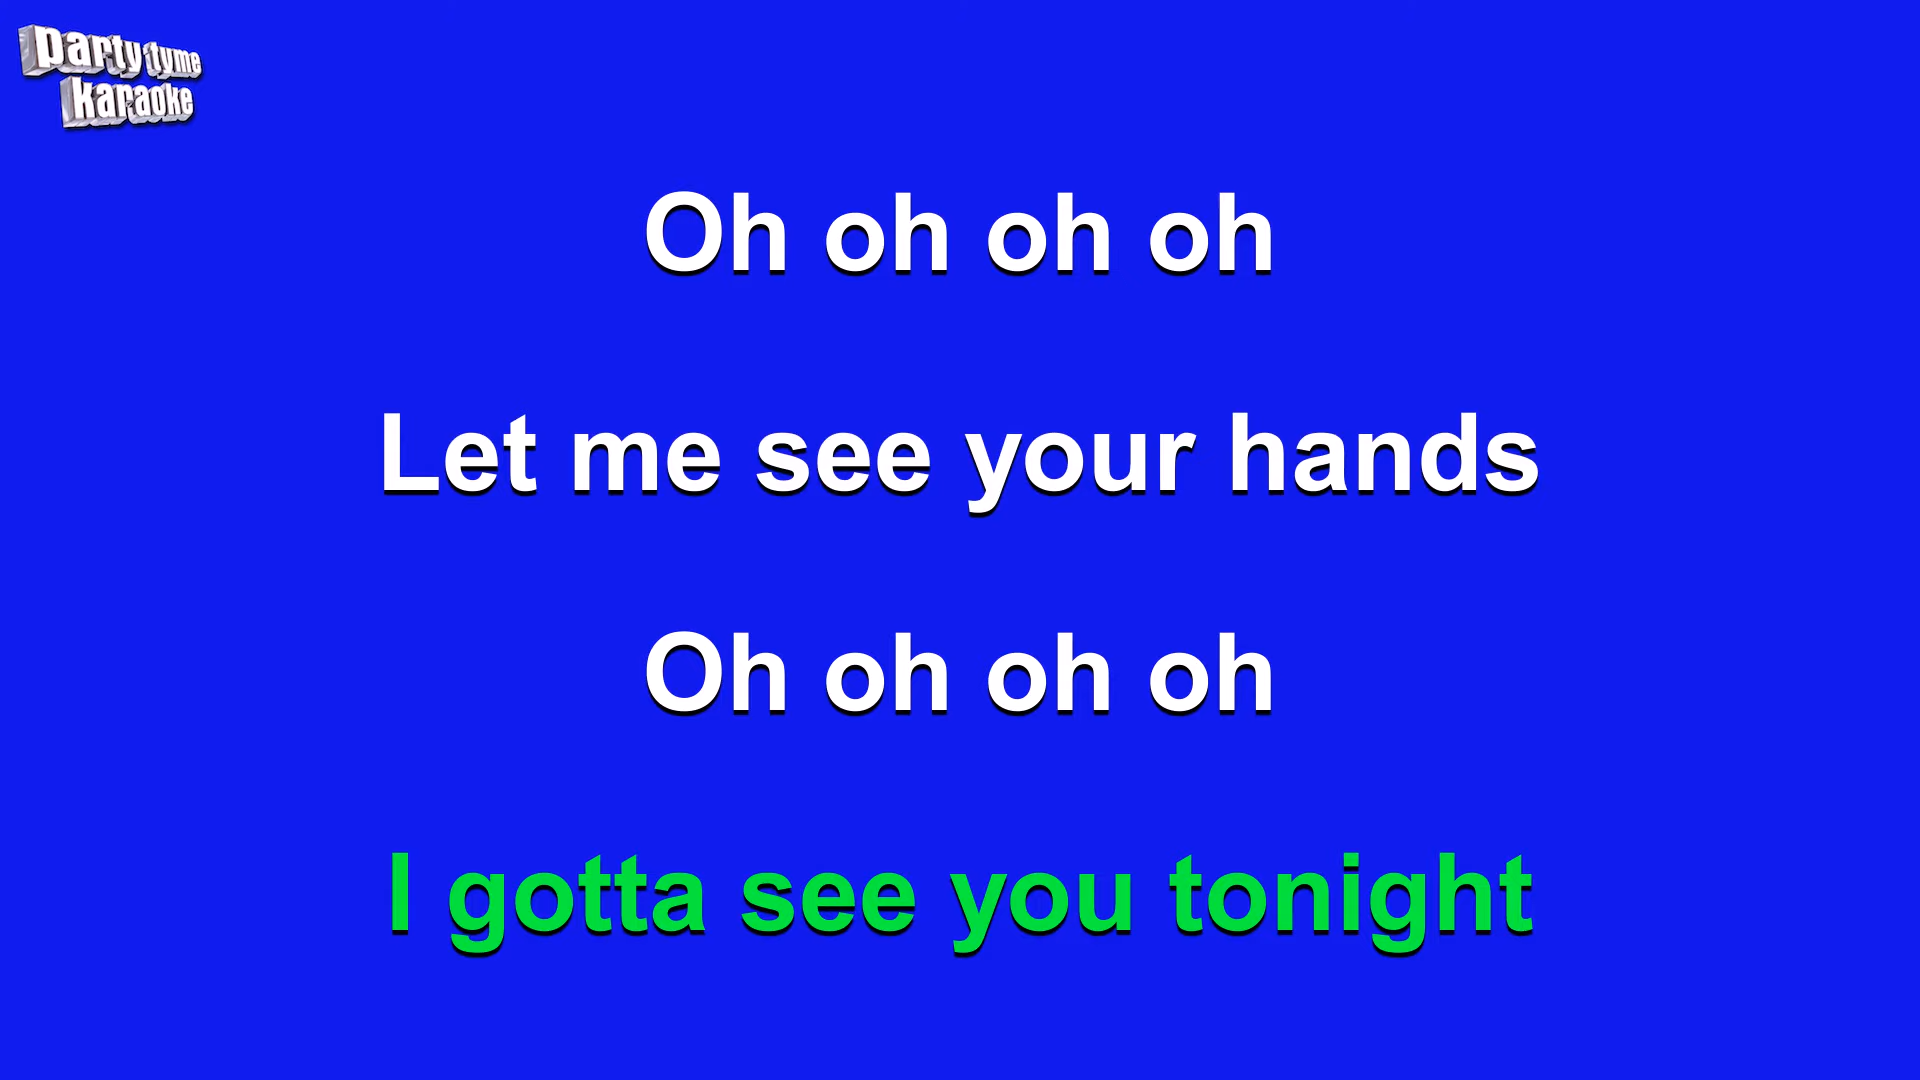 party tyme
karaoke
Oh oh oh oh
Let me see your hands
Oh oh oh oh
I gotta see you tonight